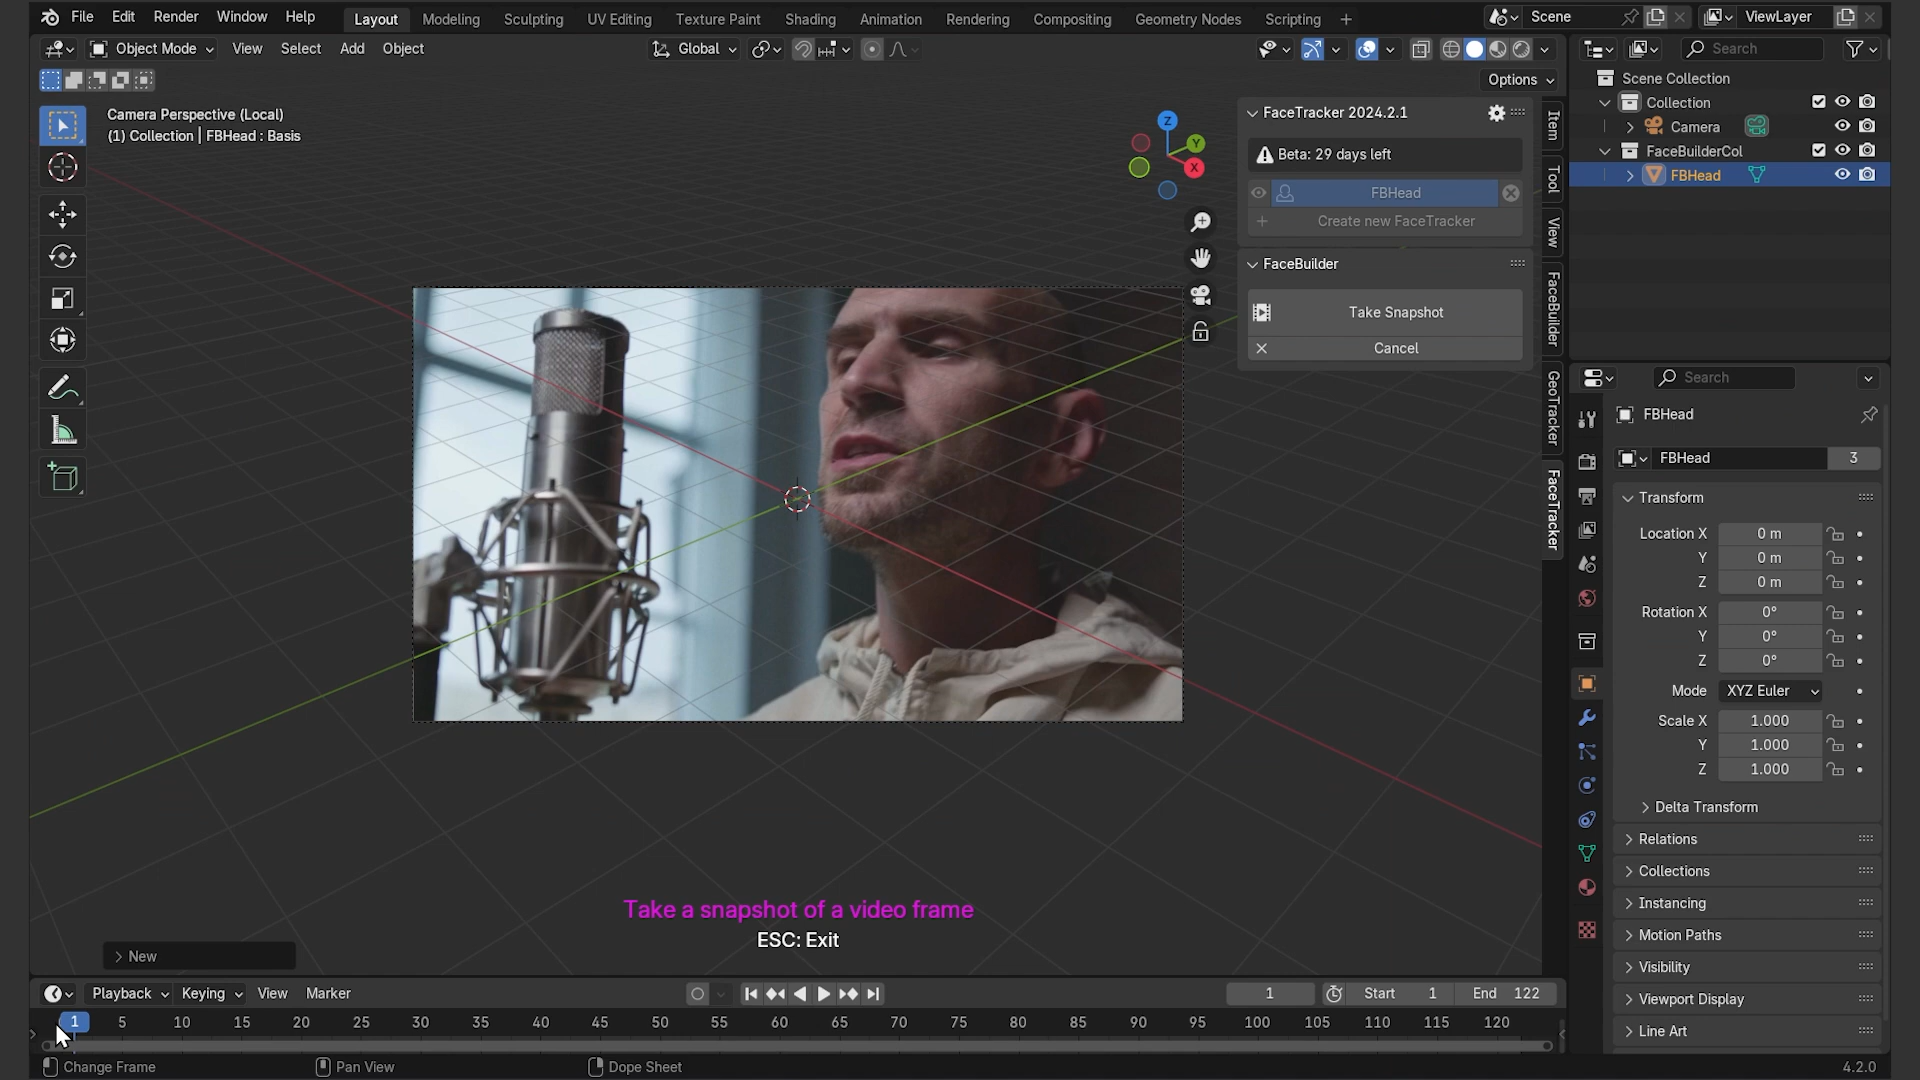 File Edit Render Window Help
Layout Modeling Sculpting UV Editing Texture Paint Shading Animation Rendering Compositing Geometry Nodes Scripting +
Scene
ViewLayer
Object Mode View Select Add Object
Global
Search
Options
Camera Perspective (Local)
(1) Collection | FBHead : Basis
Z
Y
X
FaceTracker 2024.2.1
Beta: 29 days left
FBHead
Create new FaceTracker
FaceBuilder
Take Snapshot
Cancel
Item
Tool
View
FaceBuilder
GeoTracker
FaceTracker
Scene Collection
Collection
Camera
FaceBuilderCol
FBHead
Search
FBHead
FBHead 3
Transform
Location X 0 m
Y 0 m
Z 0 m
Rotation X 0°
Y 0°
Z 0°
Mode XYZ Euler
Scale X 1.000
Y 1.000
Z 1.000
Delta Transform
Relations
Collections
Instancing
Motion Paths
Visibility
Viewport Display
Line Art
Take a snapshot of a video frame
ESC: Exit
New
Playback Keying View Marker
1 Start 1 End 122
1 5 10 15 20 25 30 35 40 45 50 55 60 65 70 75 80 85 90 95 100 105 110 115 120
Change Frame Pan View Dope Sheet 4.2.0